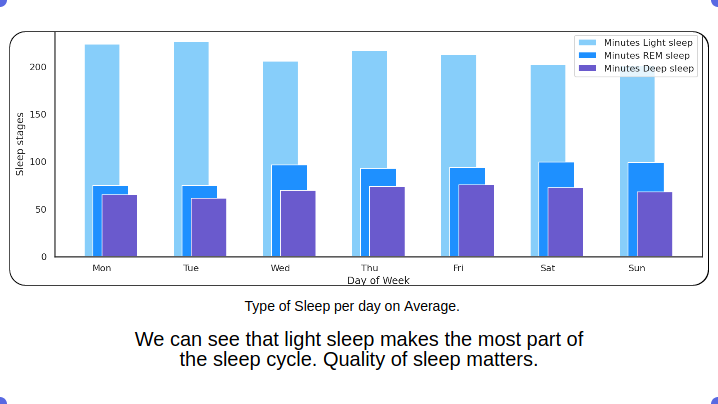 Minutes Light sleep
Minutes REM sleep
Minutes Deep sleep
Sleep stages
200
150
100
50
0
Mon Tue Wed Thu Fri Sat Sun
Day of Week
Type of Sleep per day on Average.
We can see that light sleep makes the most part of
the sleep cycle. Quality of sleep matters.